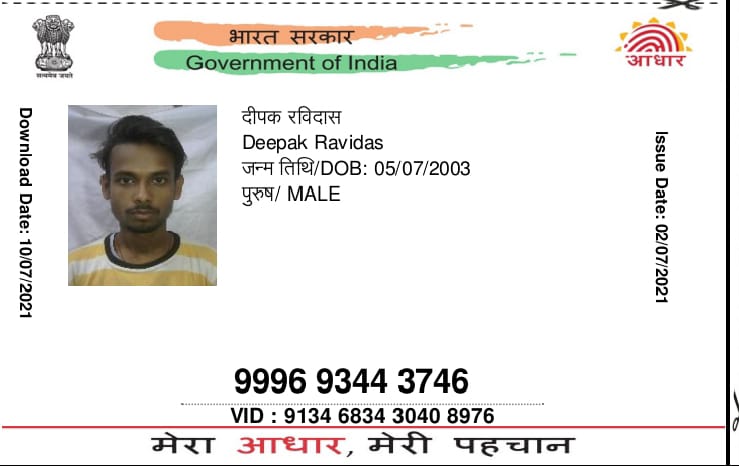 भारत सरकार
Government of India
सत्यमेव जयते
आधार
Download Date: 10/07/2021
दीपक रविदास
Deepak Ravidas
जन्म तिथि/DOB: 05/07/2003
पुरुष/ MALE
Issue Date: 02/07/2021
9996 9344 3746
VID : 9134 6834 3040 8976
मेरा आधार, मेरी पहचान